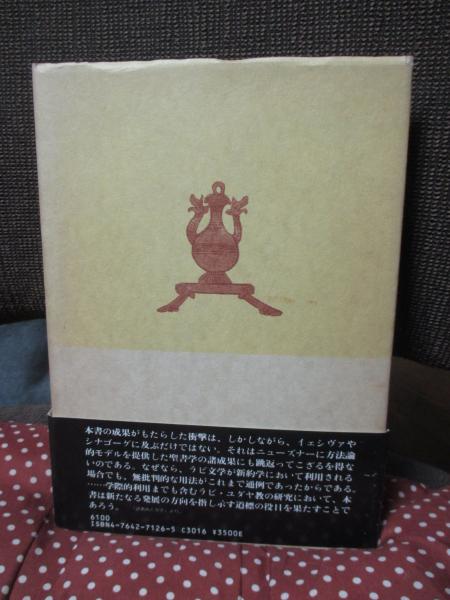 本書の成果がもたらした衝撃は、しかしながら、イェシヴァや
シナゴーグに及ぶだけではない。それはニューズナーに方法論
的モデルを提供した聖書学の諸成果にも跳返ってこざるを得な
いのである。なぜなら、ラビ文学が新約学において利用される
場合でも、無批判的な用法がこれまで通例であったからである。
……学際的利用までも含むラビ・ユダヤ教の研究において、本
書は新たなる発展の方向を指し示す道標の役目を果たすことで
あろう。
6100
ISBN4-7642-7126-5 C3016 ¥3500E